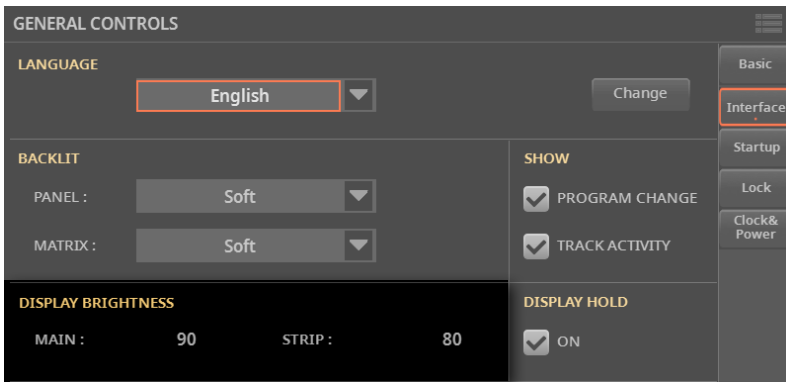 GENERAL CONTROLS
LANGUAGE
English
Change
BACKLIT
PANEL :
Soft
MATRIX :
Soft
SHOW
PROGRAM CHANGE
TRACK ACTIVITY
DISPLAY BRIGHTNESS
MAIN : 90 STRIP : 80
DISPLAY HOLD
ON
Basic
Interface
Startup
Lock
Clock&
Power